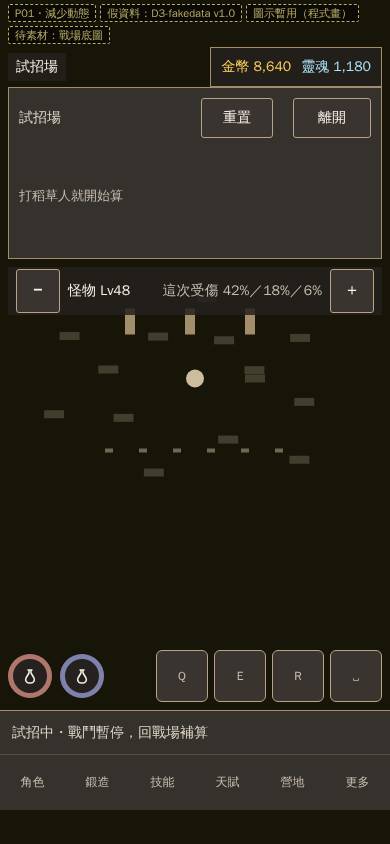 P01・減少動態 假資料：D3-fakedata v1.0 圖示暫用（程式畫）
待素材：戰場底圖
試招場 金幣 8,640 靈魂 1,180
試招場 重置 離開
打稻草人就開始算
− 怪物 Lv48 這次受傷 42%／18%／6% +
Q E R ␣
試招中・戰鬥暫停，回戰場補算
角色 鍛造 技能 天賦 營地 更多